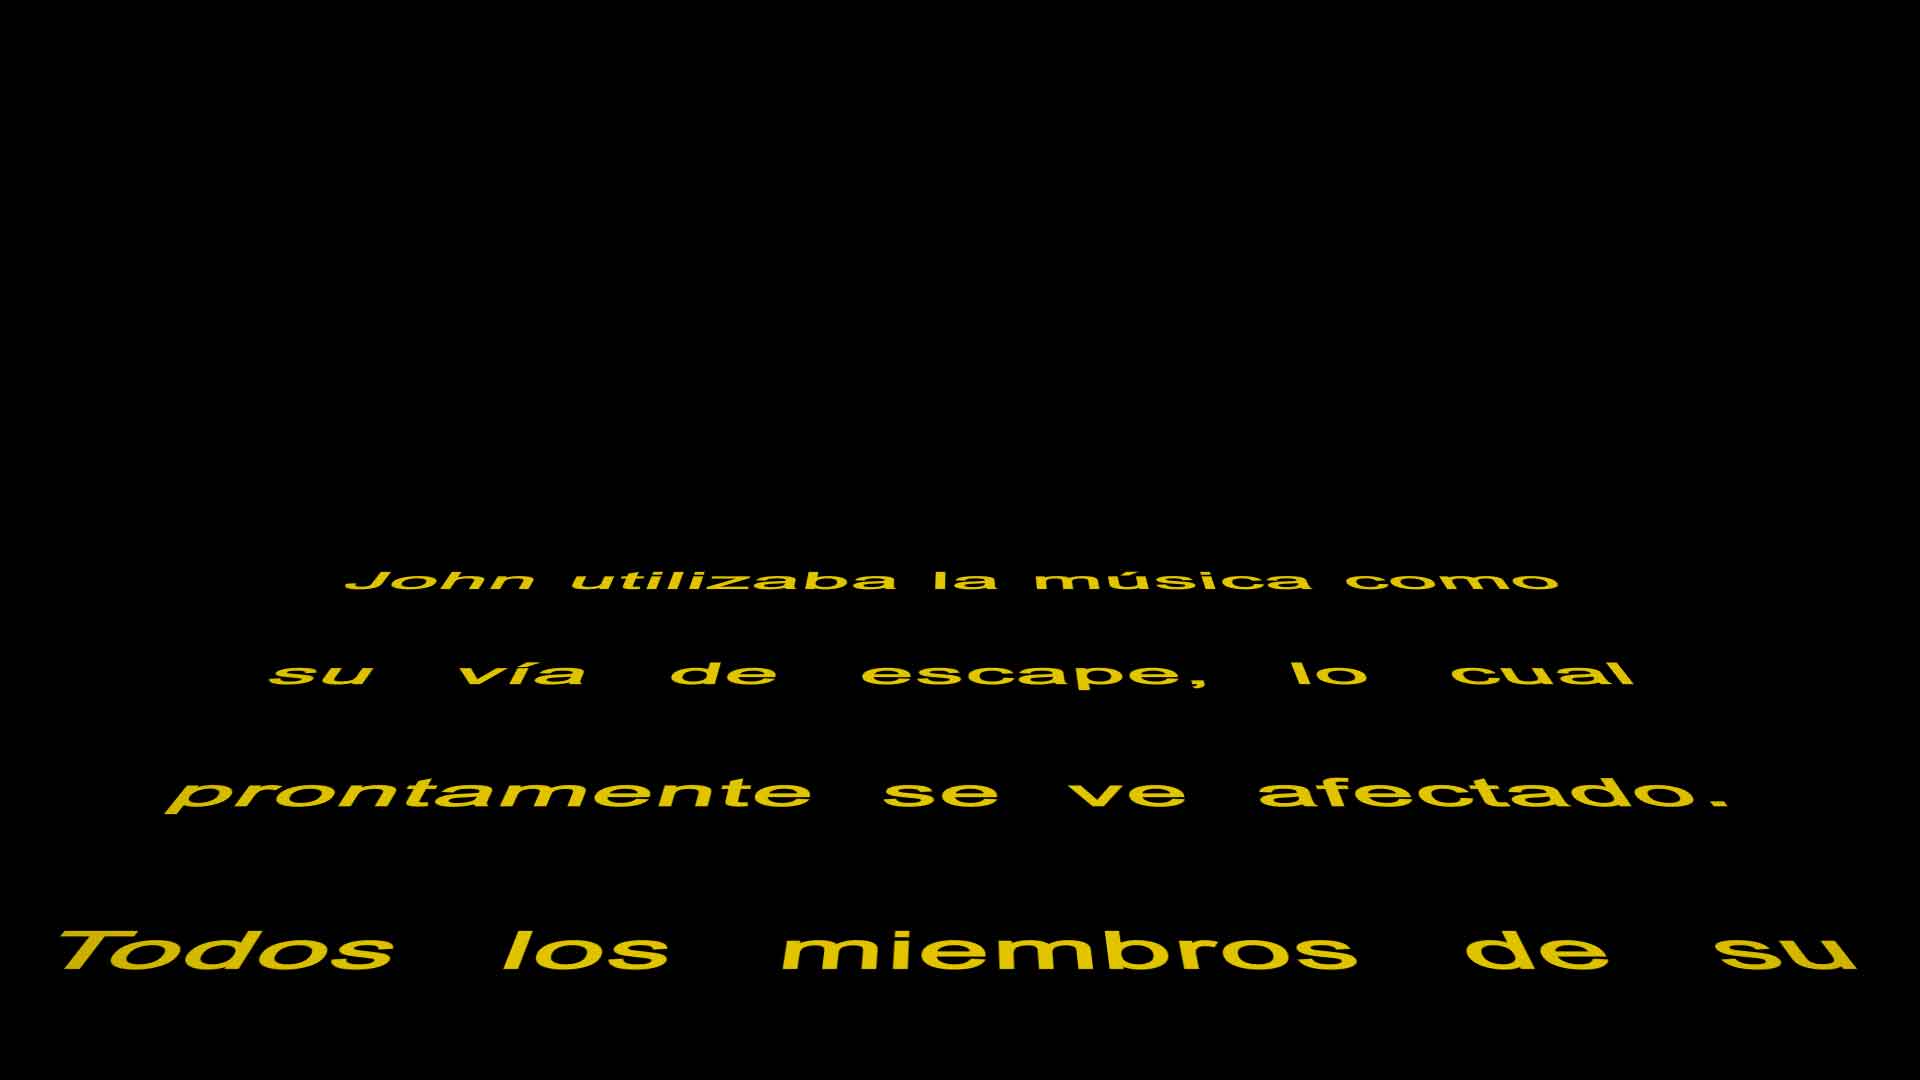 John utilizaba la música como
su vía de escape, lo cual
prontamente se ve afectado.
Todos los miembros de su